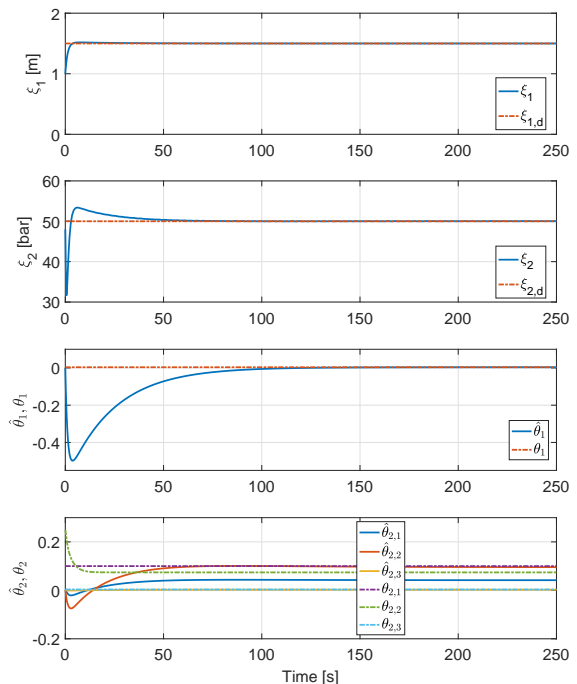 2
1
0
ξ₁ [m]
ξ₁
ξ₁,d
0 50 100 150 200 250
60
50
40
30
ξ₂ [bar]
ξ₂
ξ₂,d
0 50 100 150 200 250
0
-0.2
-0.4
θ̂₁, θ₁
θ̂₁
θ₁
0 50 100 150 200 250
0.2
0
-0.2
θ̂₂, θ₂
θ̂₂,₁
θ̂₂,₂
θ̂₂,₃
θ₂,₁
θ₂,₂
θ₂,₃
0 50 100 150 200 250
Time [s]